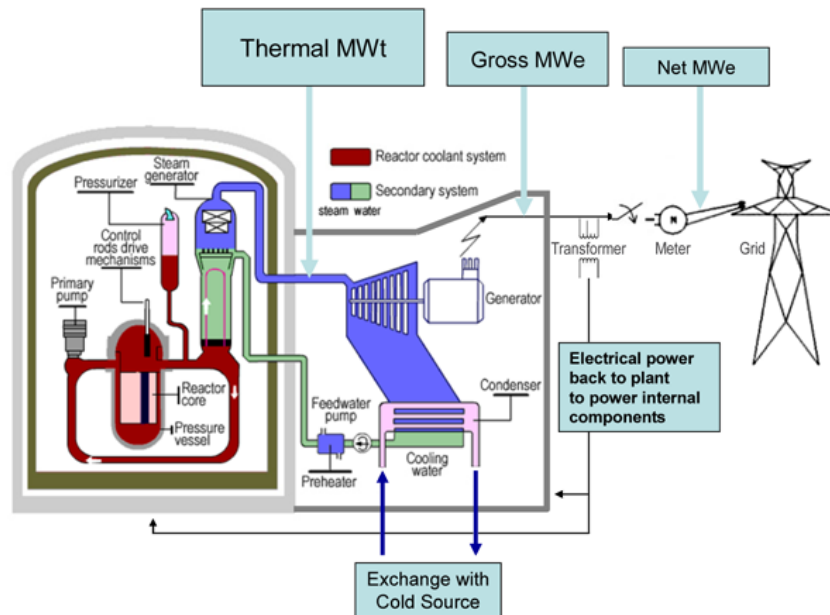 Thermal MWt
Gross MWe
Net MWe
Steam
generator
Pressurizer
Control
rods drive
mechanisms
Primary
pump
Reactor coolant system
Secondary system
steam water
Transformer
M
Meter
Grid
Generator
Reactor
core
Pressure
vessel
Feedwater
pump
Preheater
Condenser
Cooling
water
Electrical power
back to plant
to power internal
components
Exchange with
Cold Source